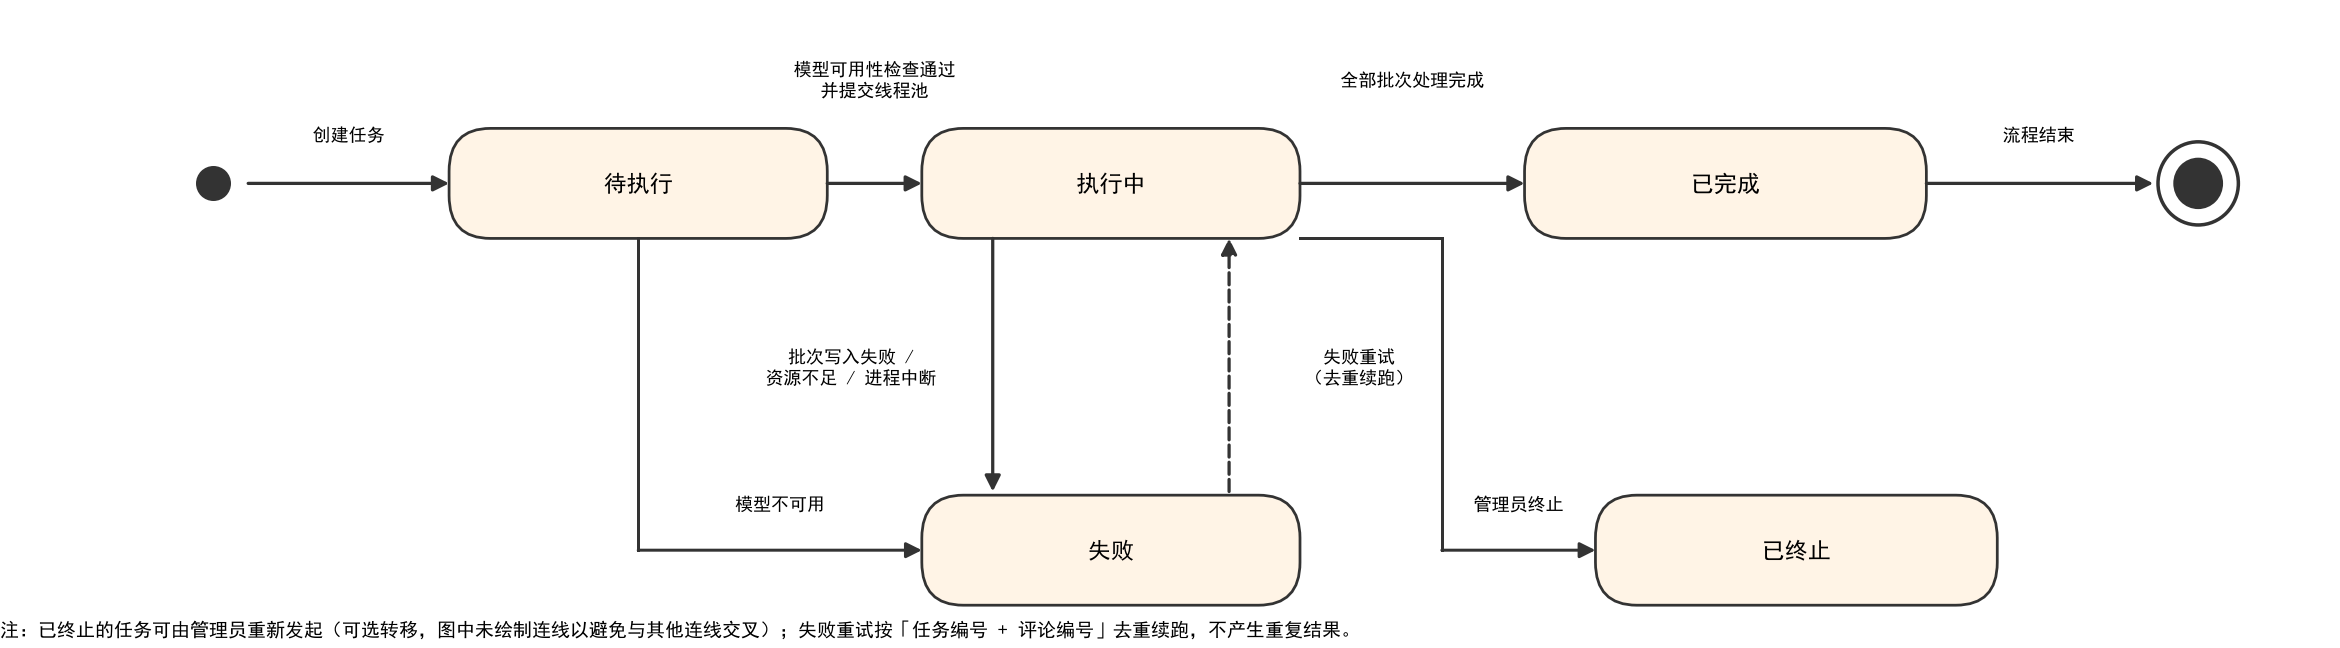 模型可用性检查通过
并提交线程池
全部批次处理完成
创建任务
流程结束
待执行
执行中
已完成
批次写入失败 /
资源不足 / 进程中断
失败重试
（去重续跑）
模型不可用
管理员终止
失败
已终止
注：已终止的任务可由管理员重新发起（可选转移，图中未绘制连线以避免与其他连线交叉）；失败重试按「任务编号 + 评论编号」去重续跑，不产生重复结果。